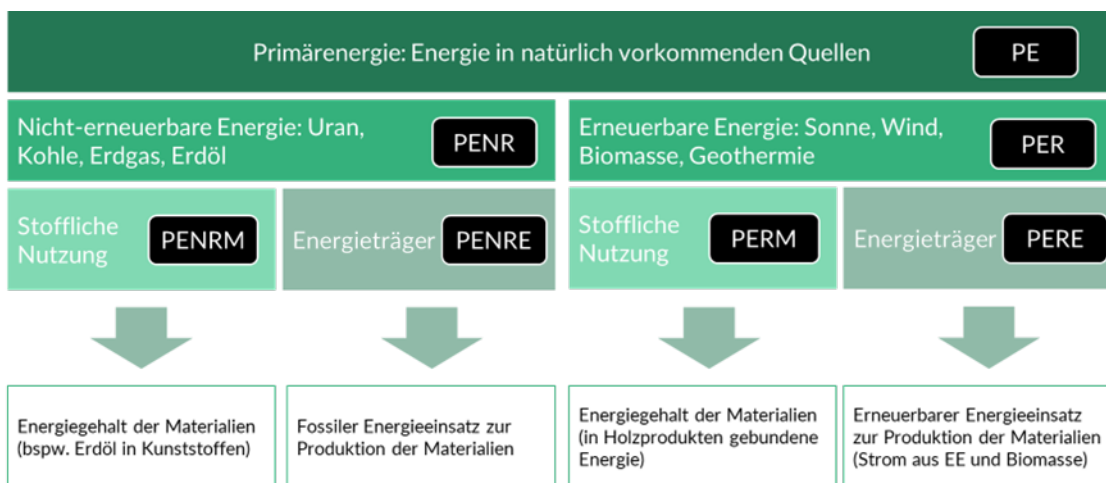 Primärenergie: Energie in natürlich vorkommenden Quellen
PE
Nicht-erneuerbare Energie: Uran,
Kohle, Erdgas, Erdöl
PENR
Erneuerbare Energie: Sonne, Wind,
Biomasse, Geothermie
PER
Stoffliche
Nutzung
PENRM
Energieträger
PENRE
Stoffliche
Nutzung
PERM
Energieträger
PERE
Energiegehalt der Materialien
(bspw. Erdöl in Kunststoffen)
Fossiler Energieeinsatz zur
Produktion der Materialien
Energiegehalt der Materialien
(in Holzprodukten gebundene
Energie)
Erneuerbarer Energieeinsatz
zur Produktion der Materialien
(Strom aus EE und Biomasse)